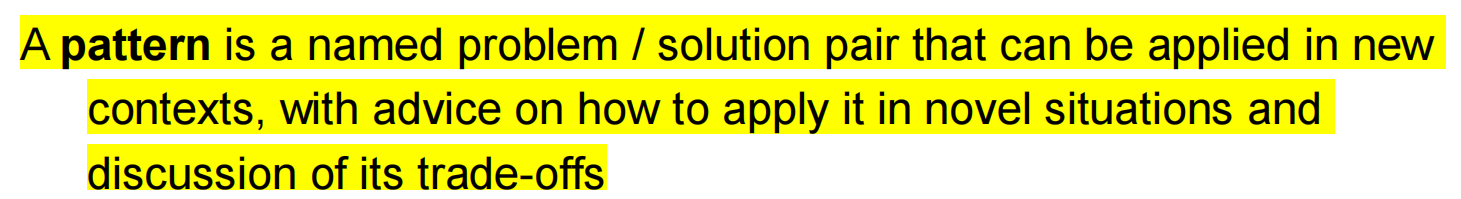 A pattern is a named problem / solution pair that can be applied in new
contexts, with advice on how to apply it in novel situations and
discussion of its trade-offs